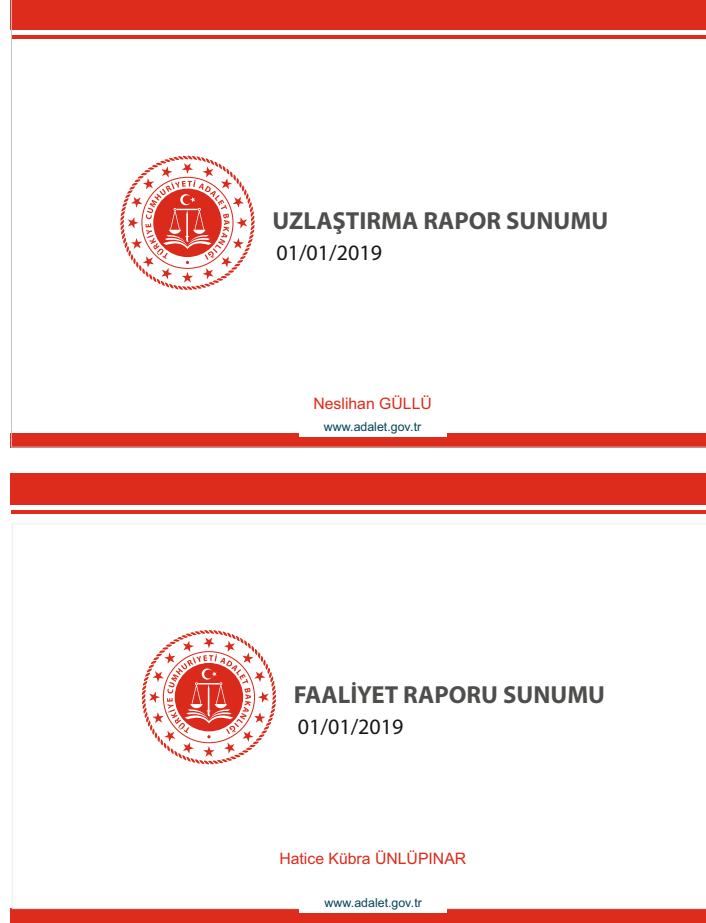 TÜRKİYE CUMHURİYETİ ADALET BAKANLIĞI
UZLAŞTIRMA RAPOR SUNUMU
01/01/2019
Neslihan GÜLLÜ
www.adalet.gov.tr
TÜRKİYE CUMHURİYETİ ADALET BAKANLIĞI
FAALİYET RAPORU SUNUMU
01/01/2019
Hatice Kübra ÜNLÜPINAR
www.adalet.gov.tr